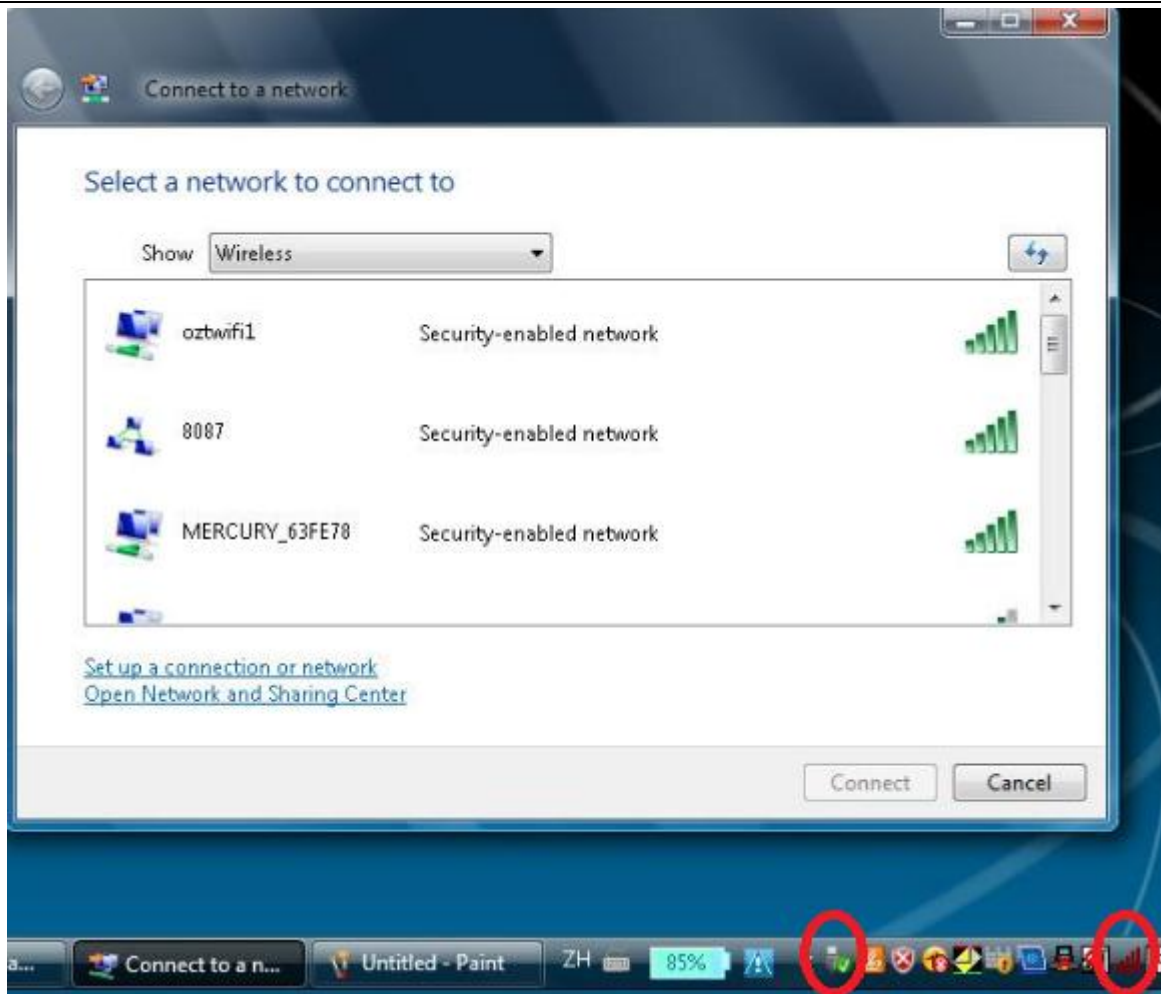 Connect to a network
Select a network to connect to
Show Wireless
oztwifi1 Security-enabled network
8087 Security-enabled network
MERCURY_63FE78 Security-enabled network
Set up a connection or network
Open Network and Sharing Center
Connect Cancel
a... Connect to a n... Untitled - Paint ZH 85%